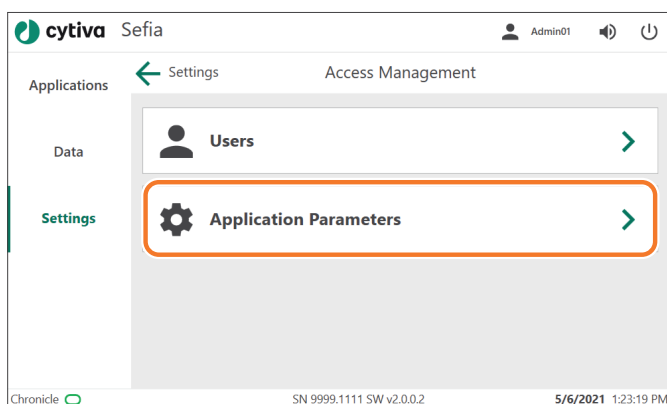 cytiva Sefia Admin01
Applications
Settings Access Management
Data
Users
Settings
Application Parameters
Chronicle SN 9999.1111 SW v2.0.0.2 5/6/2021 1:23:19 PM